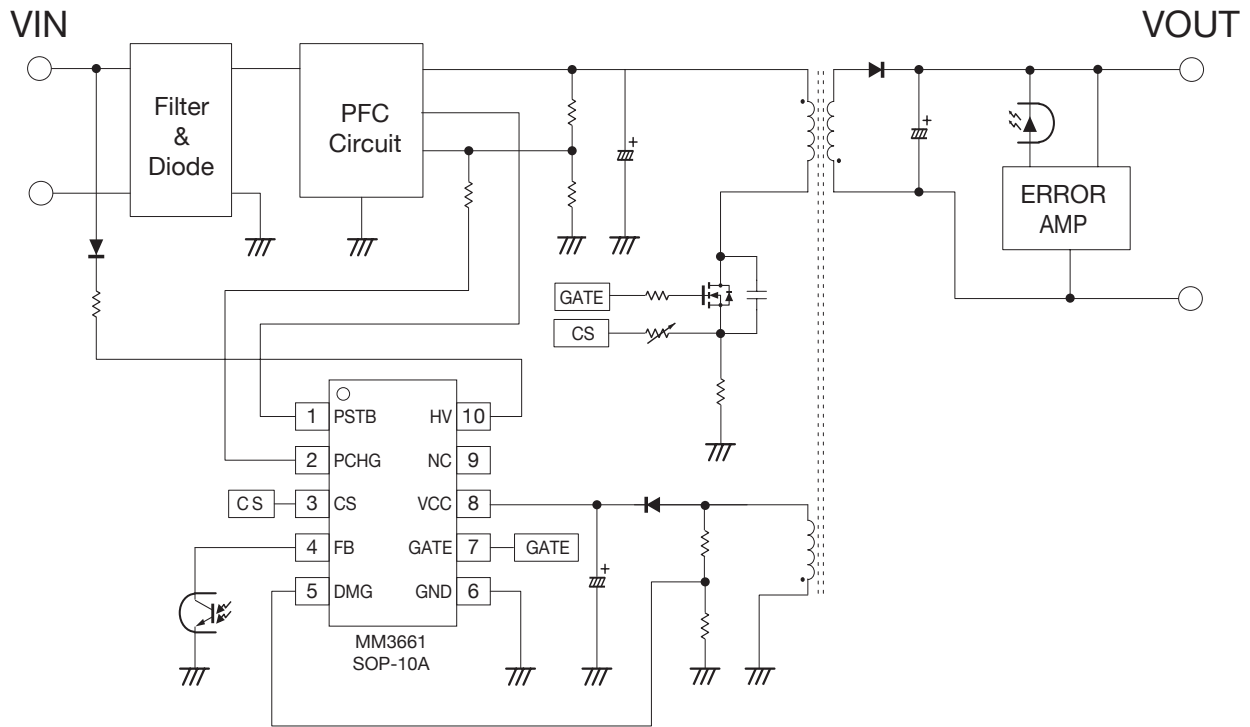 VIN
VOUT
Filter
&
Diode
PFC
Circuit
+
+
ERROR
AMP
GATE
CS
1 PSTB HV 10
2 PCHG NC 9
CS 3 CS VCC 8
4 FB GATE 7 GATE
5 DMG GND 6
+
MM3661
SOP-10A